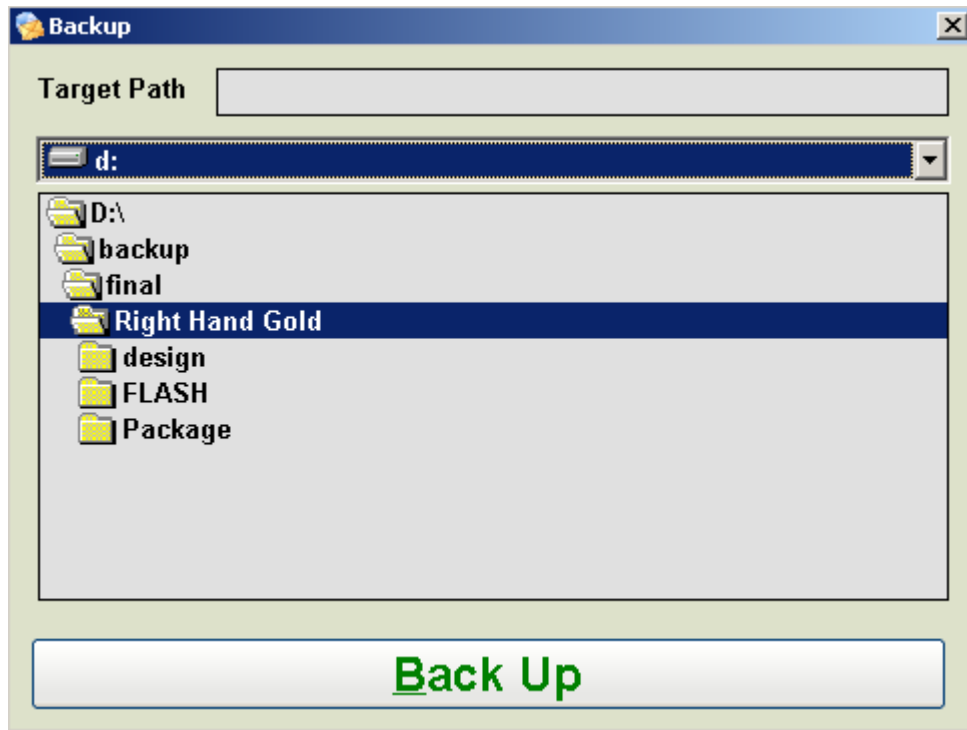 Backup
Target Path
d:
D:\
backup
final
Right Hand Gold
design
FLASH
Package
Back Up